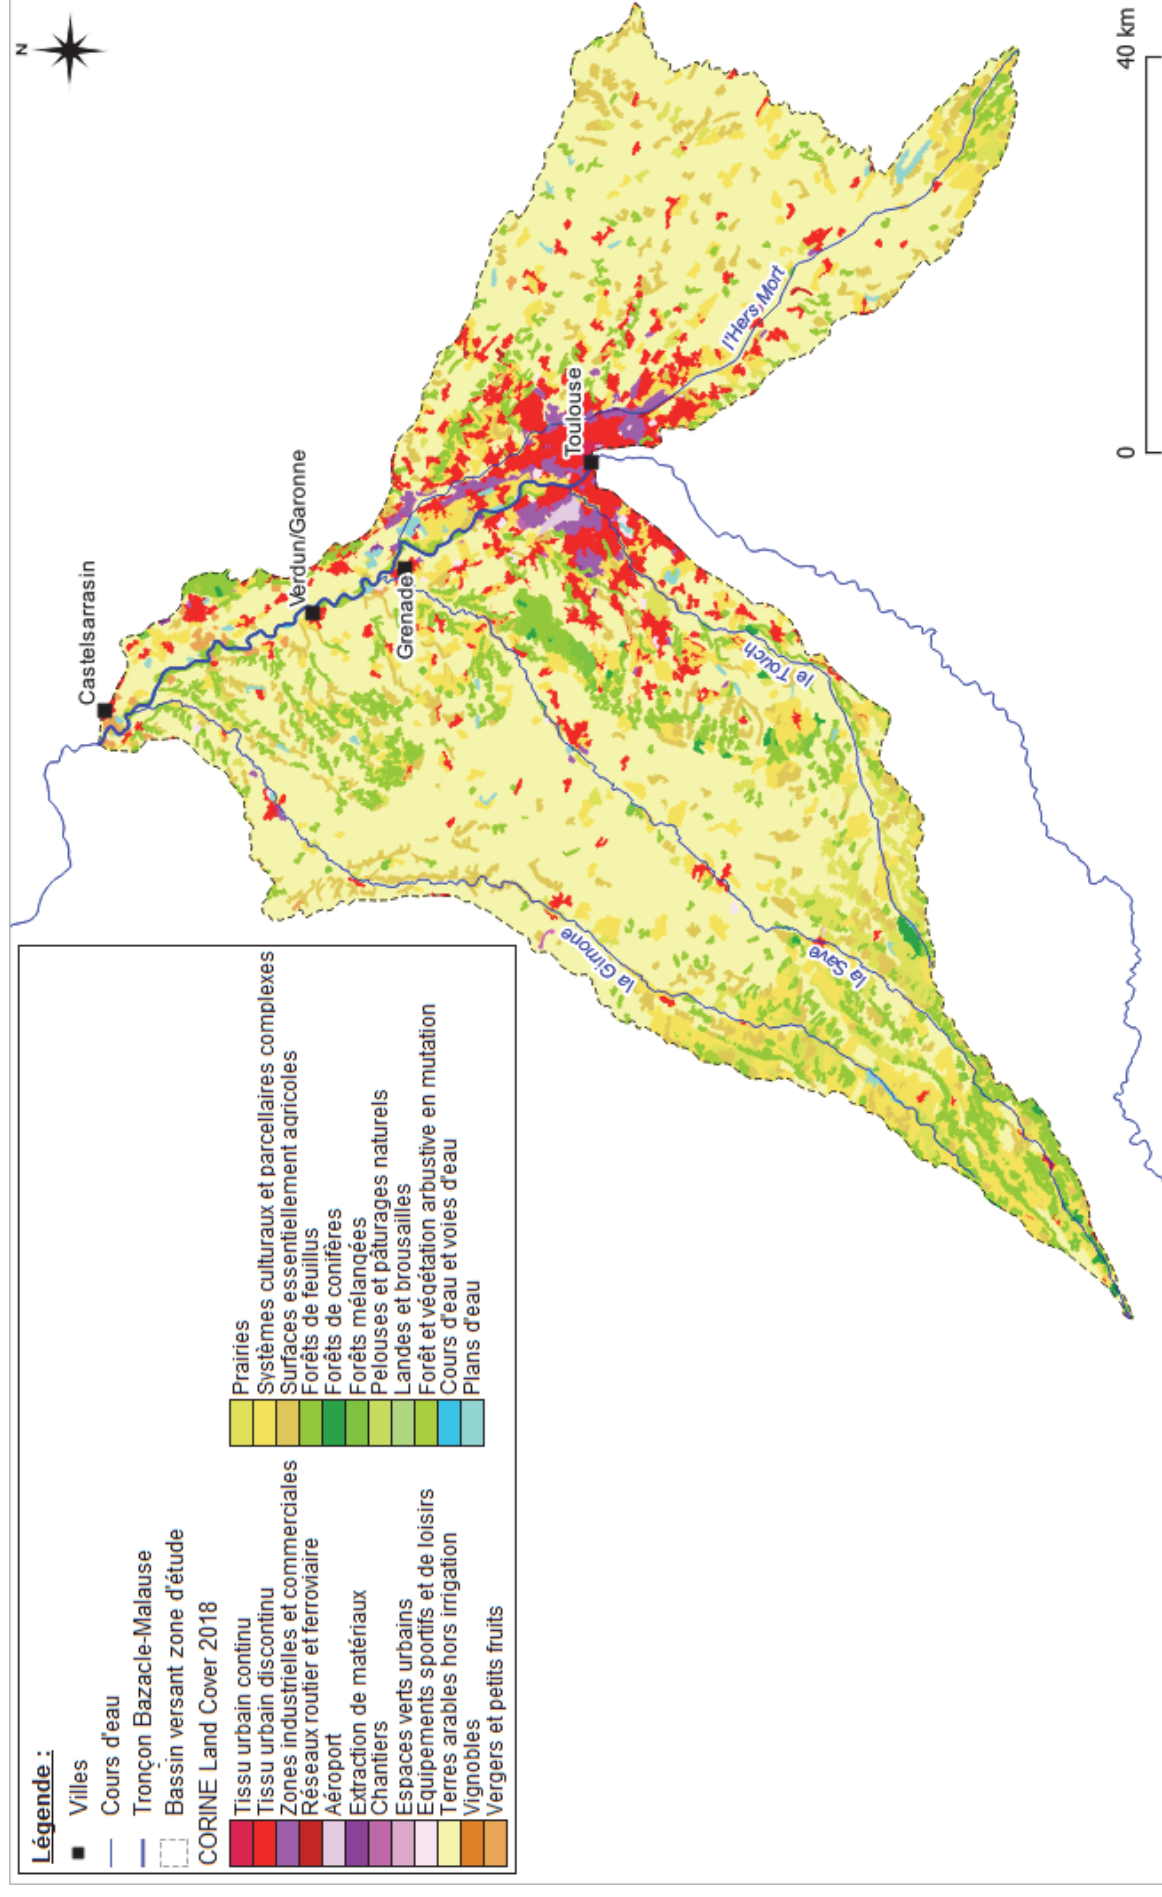 N
Castelsarrasin
Verdun/Garonne
Grenade
Toulouse
l'Hers Mort
le Touch
la Save
la Gimone
0
40 km
Légende :
Villes
Cours d'eau
Tronçon Bazacle-Malause
Bassin versant zone d'étude
CORINE Land Cover 2018
Tissu urbain continu
Tissu urbain discontinu
Zones industrielles et commerciales
Réseaux routier et ferroviaire
Aéroport
Extraction de matériaux
Chantiers
Espaces verts urbains
Equipements sportifs et de loisirs
Terres arables hors irrigation
Vignobles
Vergers et petits fruits
Prairies
Systèmes culturaux et parcellaires complexes
Surfaces essentiellement agricoles
Forêts de feuillus
Forêts de conifères
Forêts mélangées
Pelouses et pâturages naturels
Landes et brousailles
Forêt et végétation arbustive en mutation
Cours d'eau et voies d'eau
Plans d'eau